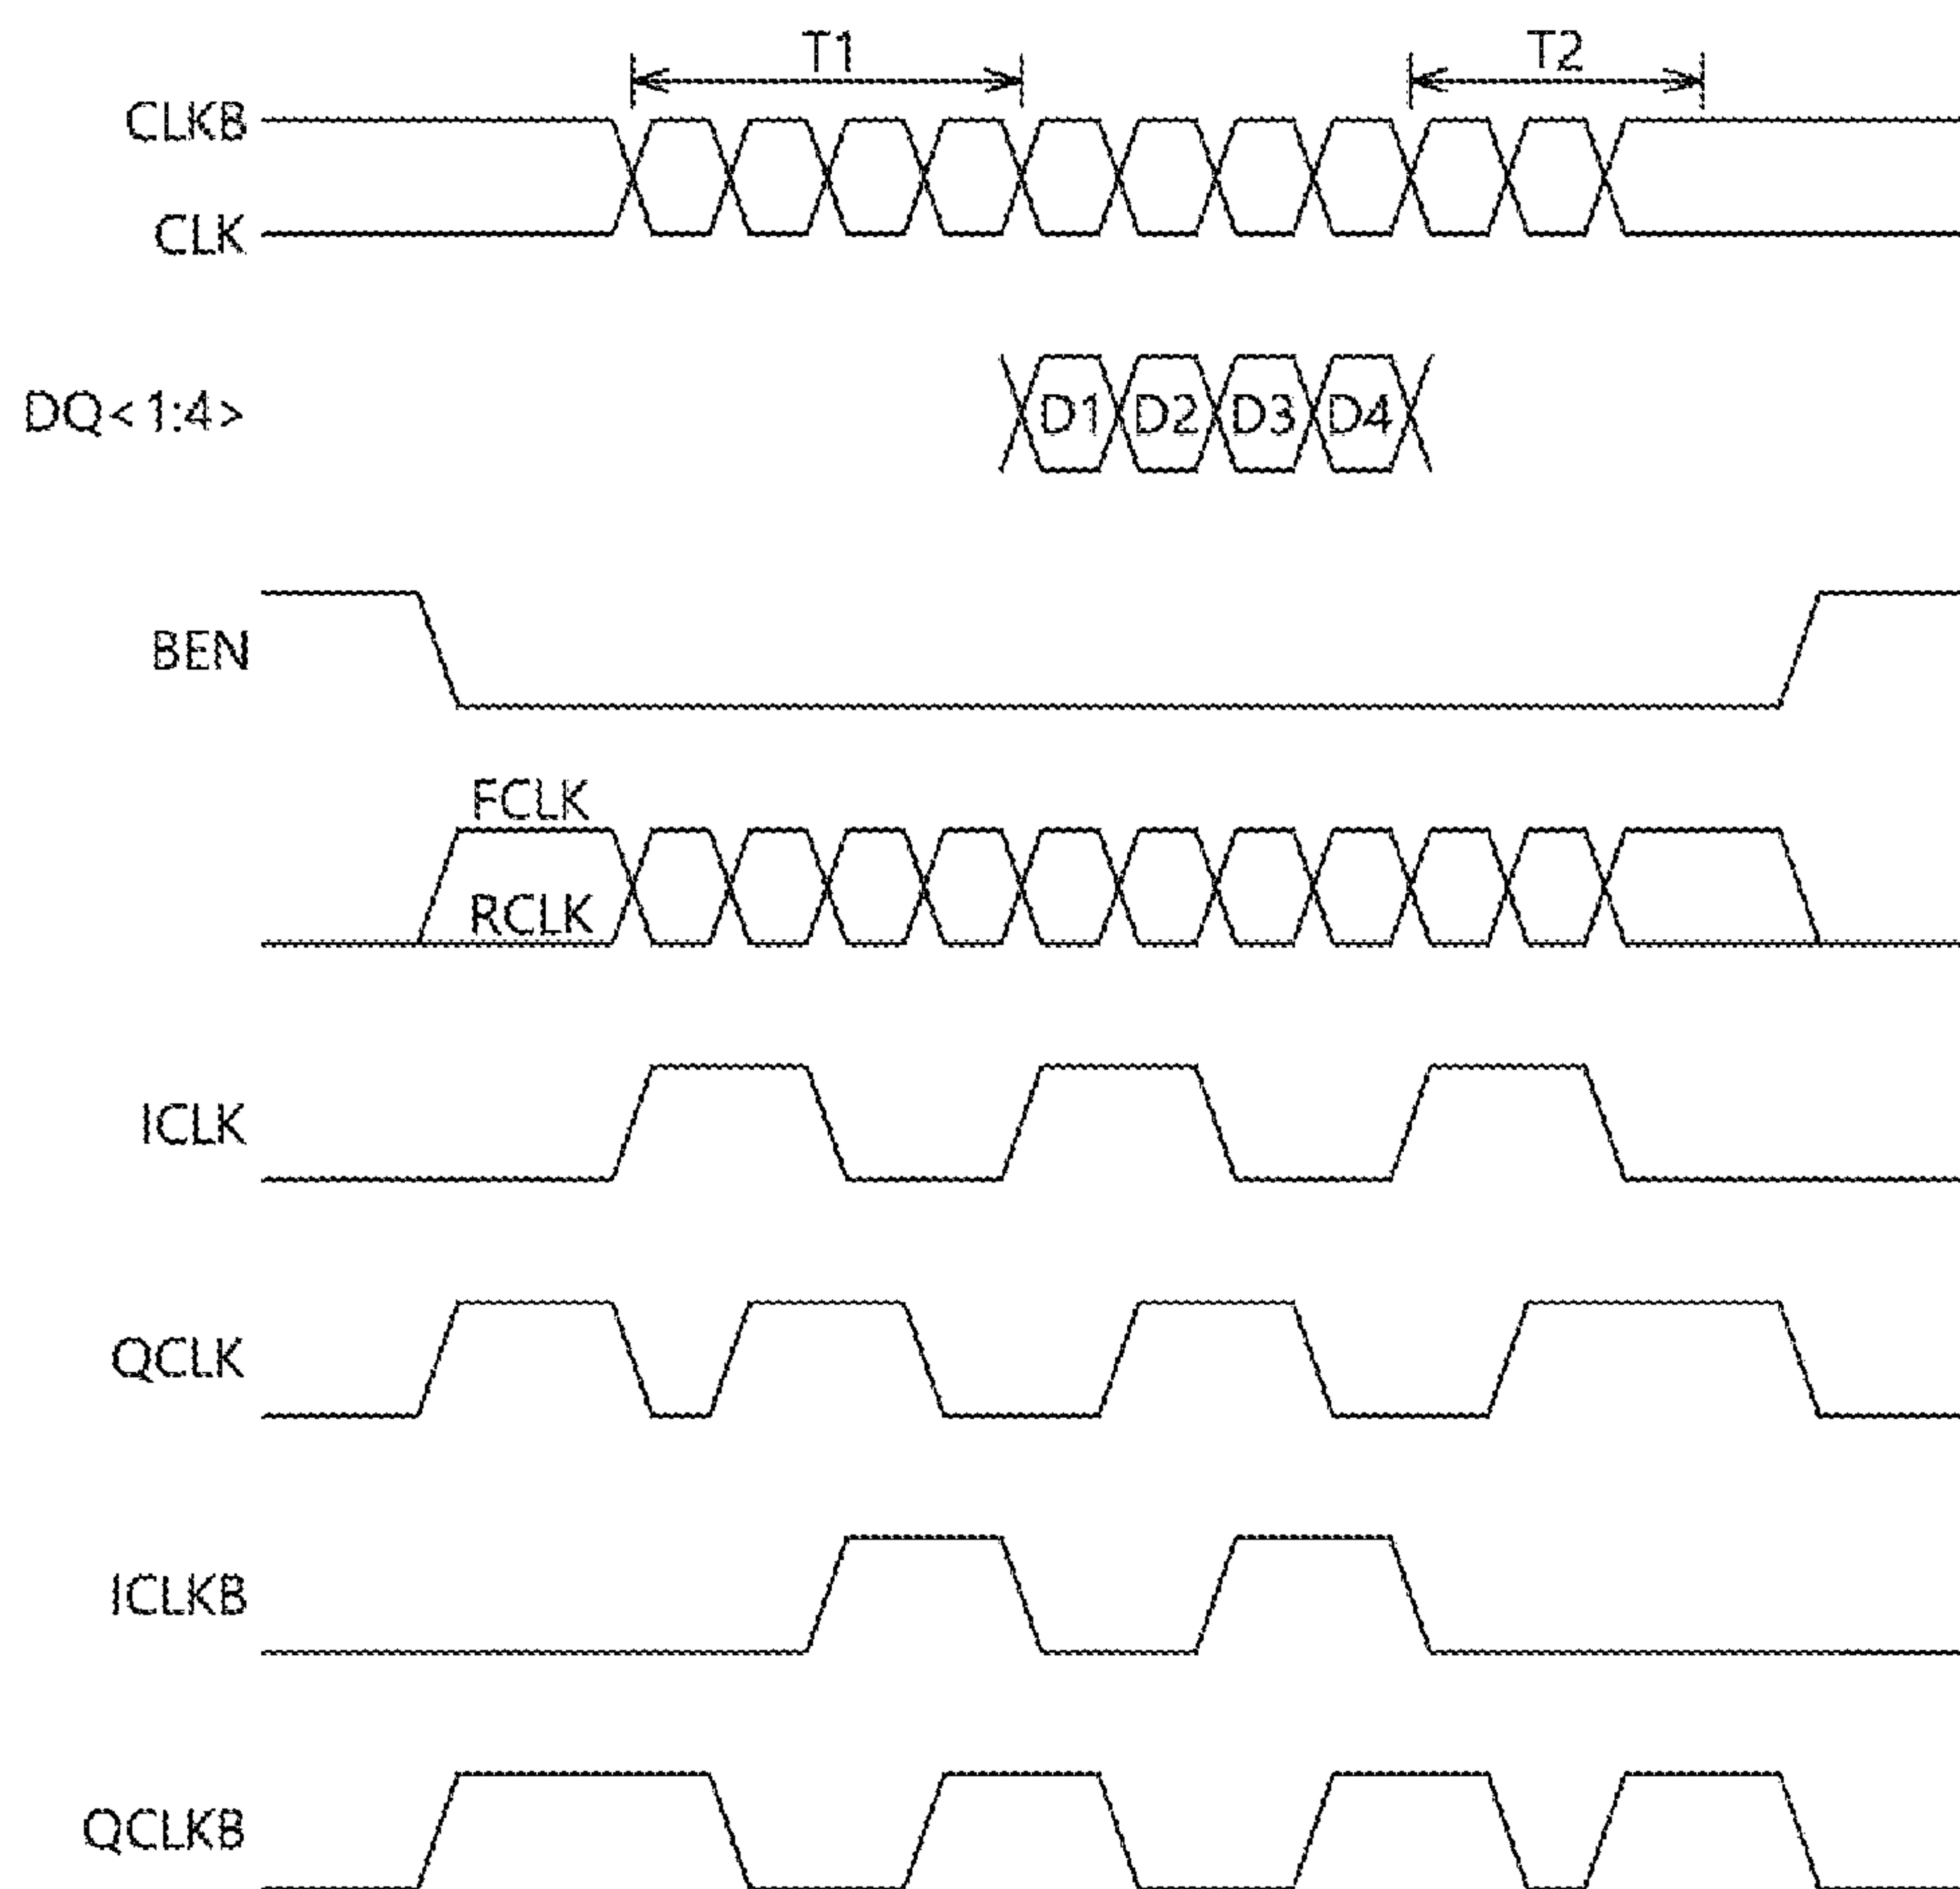 T1
T2
CLKB
CLK
DQ<1:4>
D1 D2 D3 D4
BEN
FCLK
RCLK
ICLK
QCLK
ICLKB
QCLKB